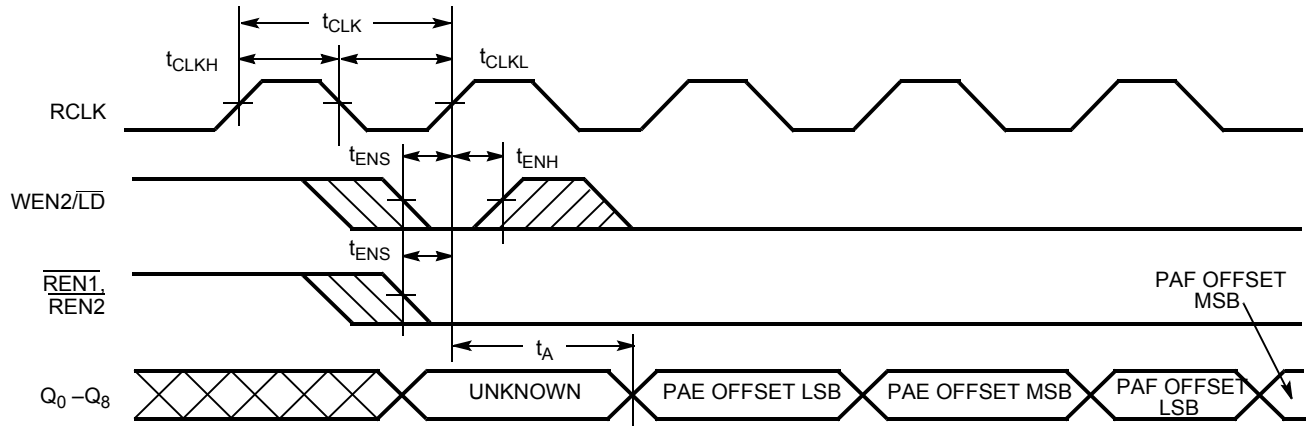 tCLK
tCLKH
tCLKL
RCLK
tENS
tENH
WEN2/LD
tENS
REN1,
REN2
PAF OFFSET
MSB
tA
Q0 –Q8
UNKNOWN
PAE OFFSET LSB
PAE OFFSET MSB
PAF OFFSET
LSB